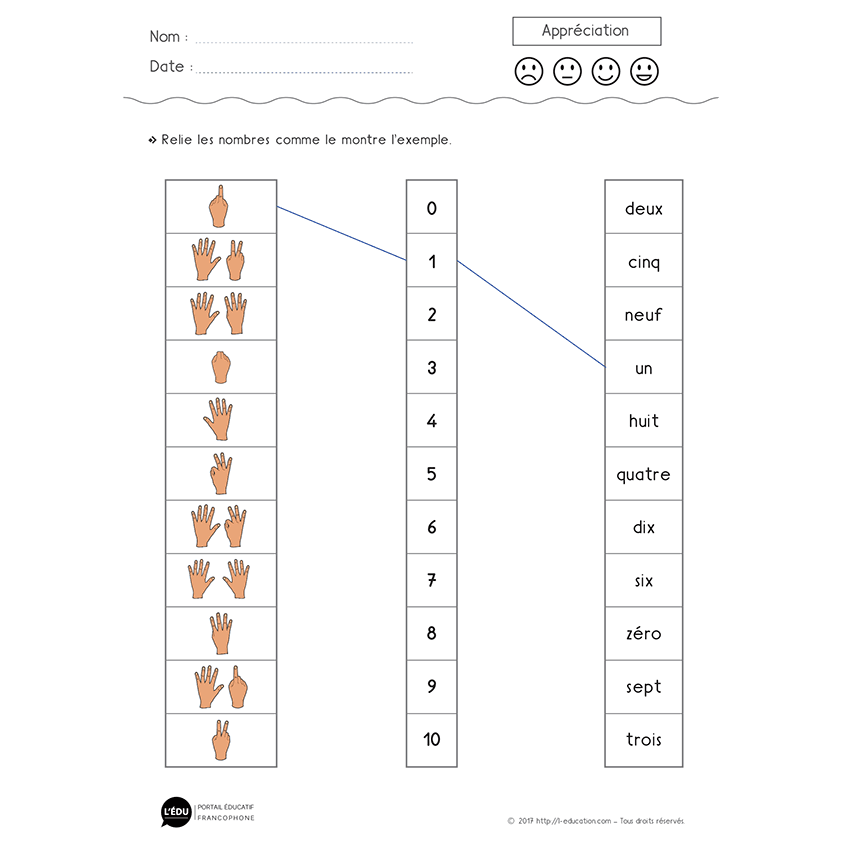 Nom :
Appréciation
Date :
Relie les nombres comme le montre l'exemple.
0 deux
1 cinq
2 neuf
3 un
4 huit
5 quatre
6 dix
7 six
8 zéro
9 sept
10 trois
L'ÉDU PORTAIL ÉDUCATIF
FRANCOPHONE
© 2017 http://l-education.com – Tous droits réservés.